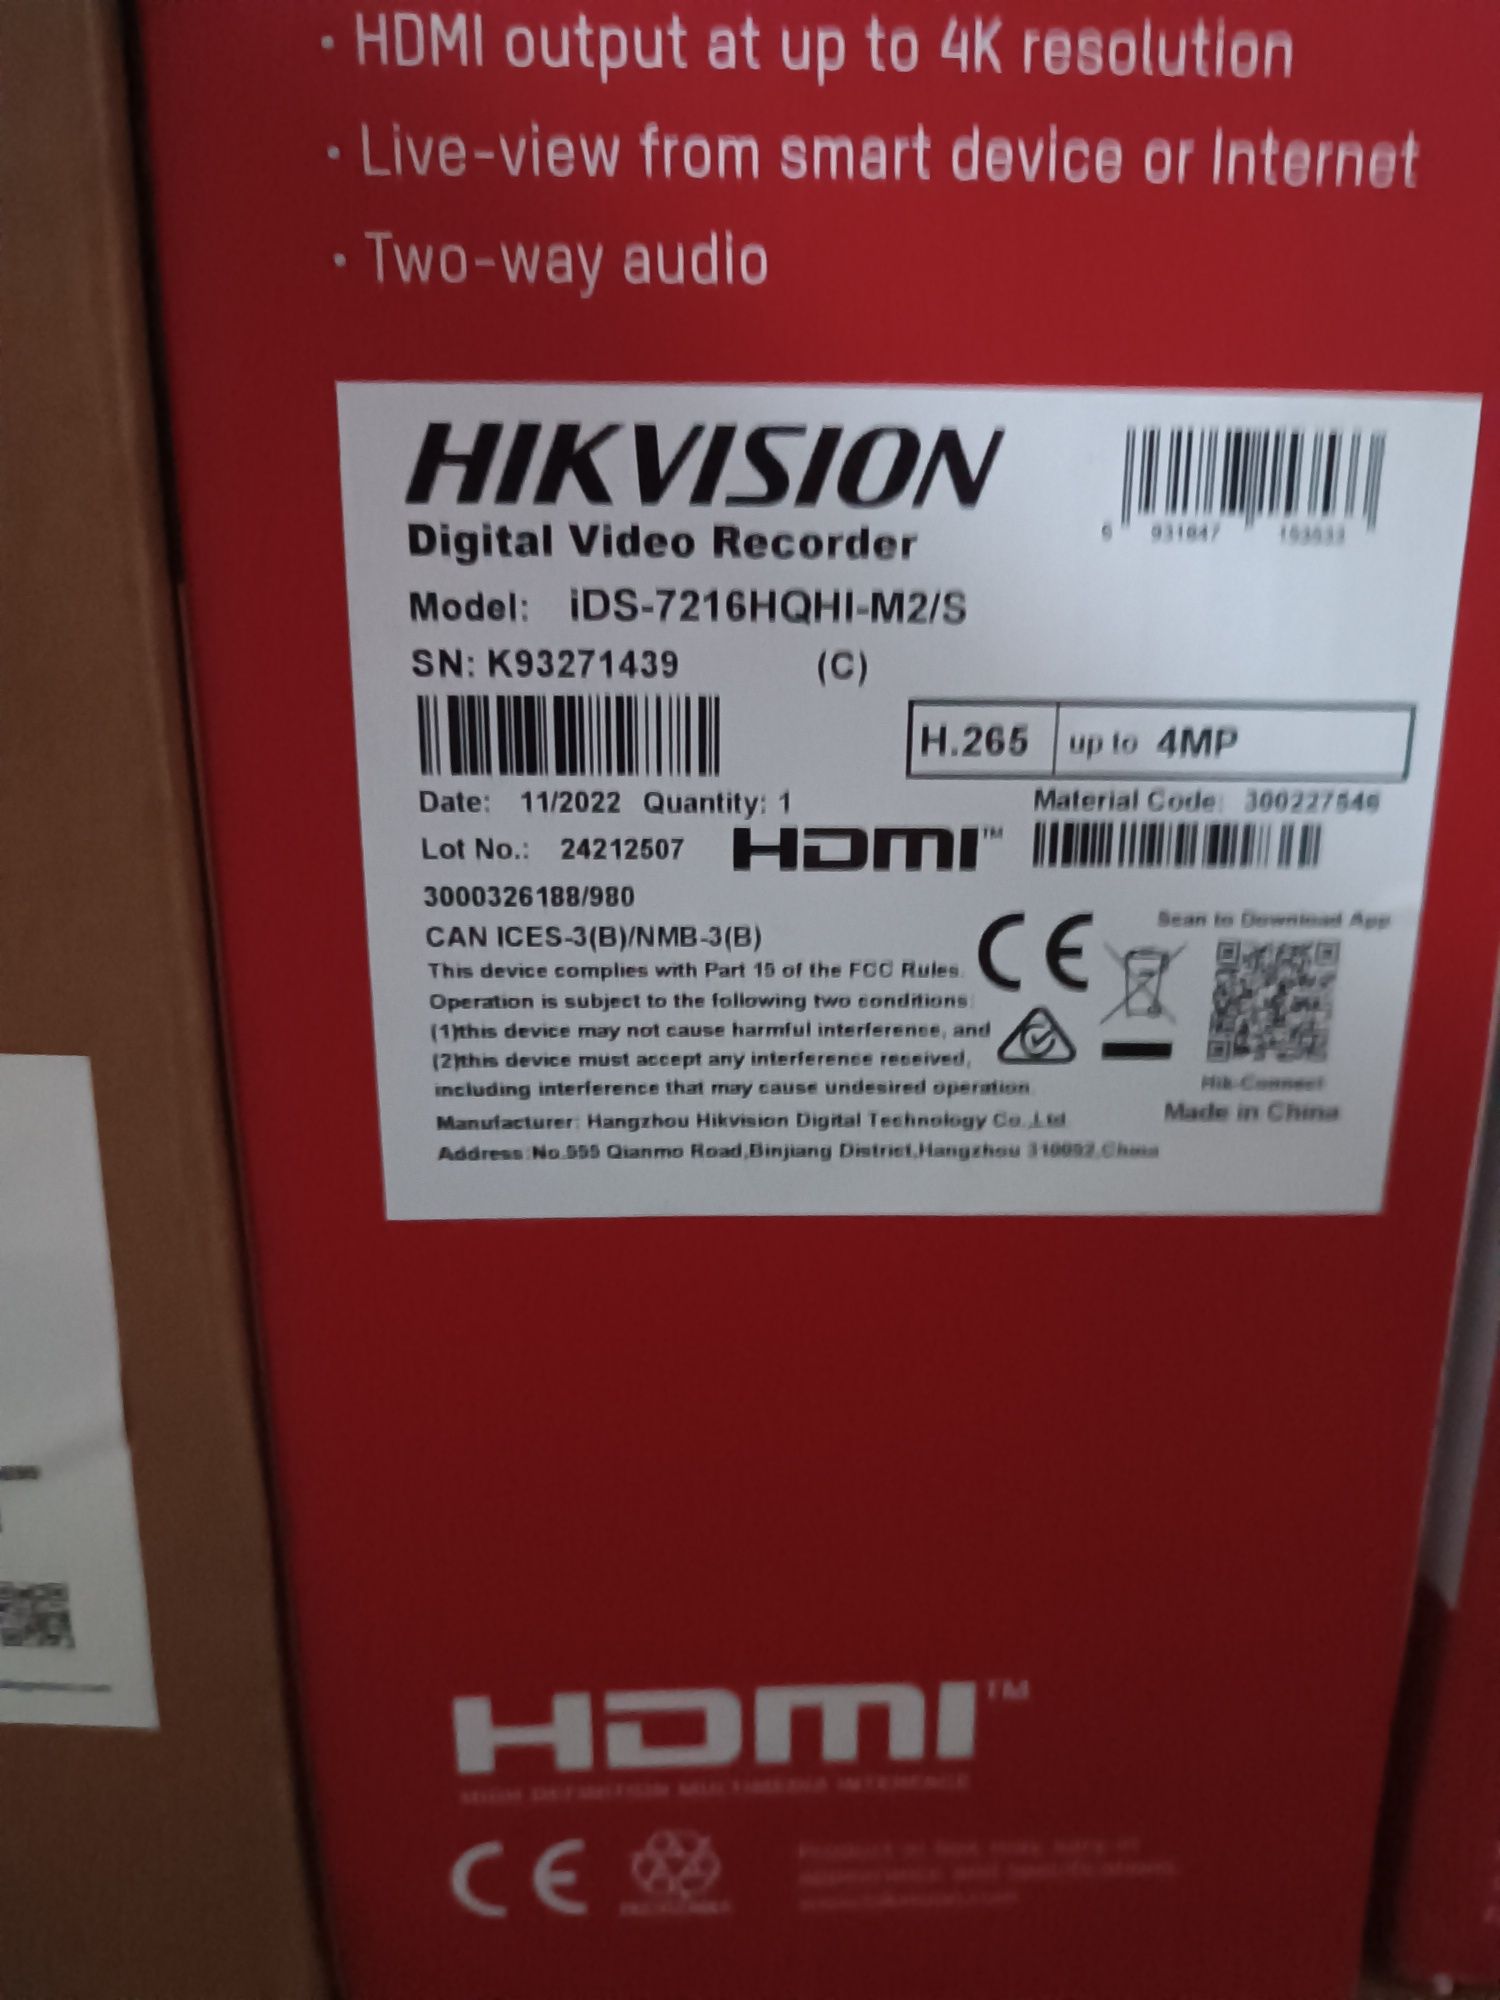 • HDMI output at up to 4K resolution
• Live-view from smart device or Internet
• Two-way audio
HIKVISION
Digital Video Recorder
Model: iDS-7216HQHI-M2/S
SN: K93271439 (C)
H.265 up to 4MP
Date: 11/2022 Quantity: 1
Material Code: 300227546
Lot No.: 24212507
HDMI™
3000326188/980
CAN ICES-3(B)/NMB-3(B)
CE
Scan to Download App
This device complies with Part 15 of the FCC Rules.
Operation is subject to the following two conditions:
(1)this device may not cause harmful interference, and
(2)this device must accept any interference received,
including interference that may cause undesired operation.
Hik-Connect
Made in China
Manufacturer: Hangzhou Hikvision Digital Technology Co.,Ltd.
Address:No.555 Qianmo Road,Binjiang District,Hangzhou 310052,China
HDMI™
HIGH DEFINITION MULTIMEDIA INTERFACE
CE